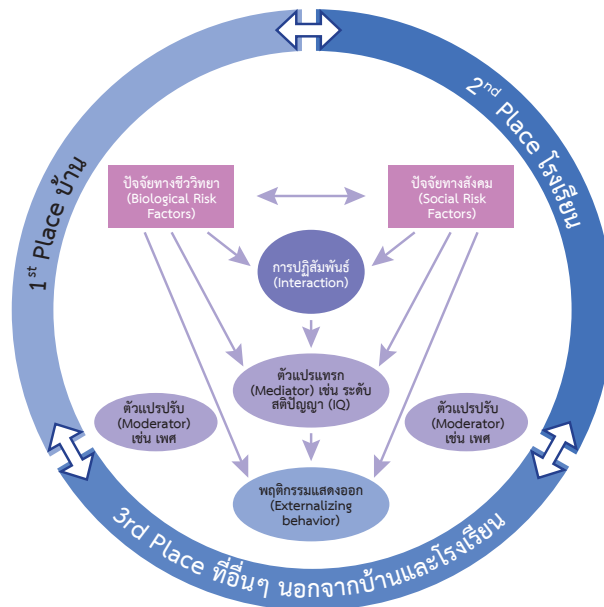 1st Place บ้าน
2nd Place โรงเรียน
ปัจจัยทางชีววิทยา
(Biological Risk
Factors)
ปัจจัยทางสังคม
(Social Risk
Factors)
การปฏิสัมพันธ์
(Interaction)
ตัวแปรแทรก
(Mediator) เช่น ระดับ
สติปัญญา (IQ)
ตัวแปรปรับ
(Moderator)
เช่น เพศ
ตัวแปรปรับ
(Moderator)
เช่น เพศ
พฤติกรรมแสดงออก
(Externalizing
behavior)
3rd Place ที่อื่นๆ นอกจากบ้านและโรงเรียน